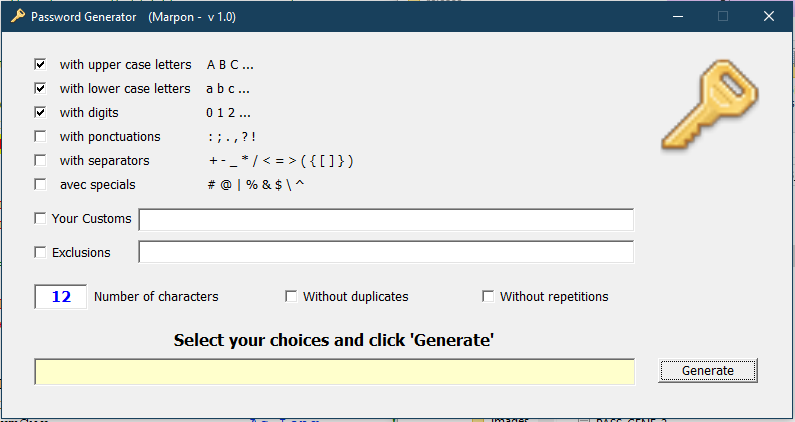 Password Generator (Marpon - v 1.0)
with upper case letters A B C ...
with lower case letters a b c ...
with digits 0 1 2 ...
with ponctuations : ; . , ? !
with separators + - _ * / < = > ( { [ ] } )
avec specials # @ | % & $ \ ^
Your Customs
Exclusions
12 Number of characters Without duplicates Without repetitions
Select your choices and click 'Generate'
Generate